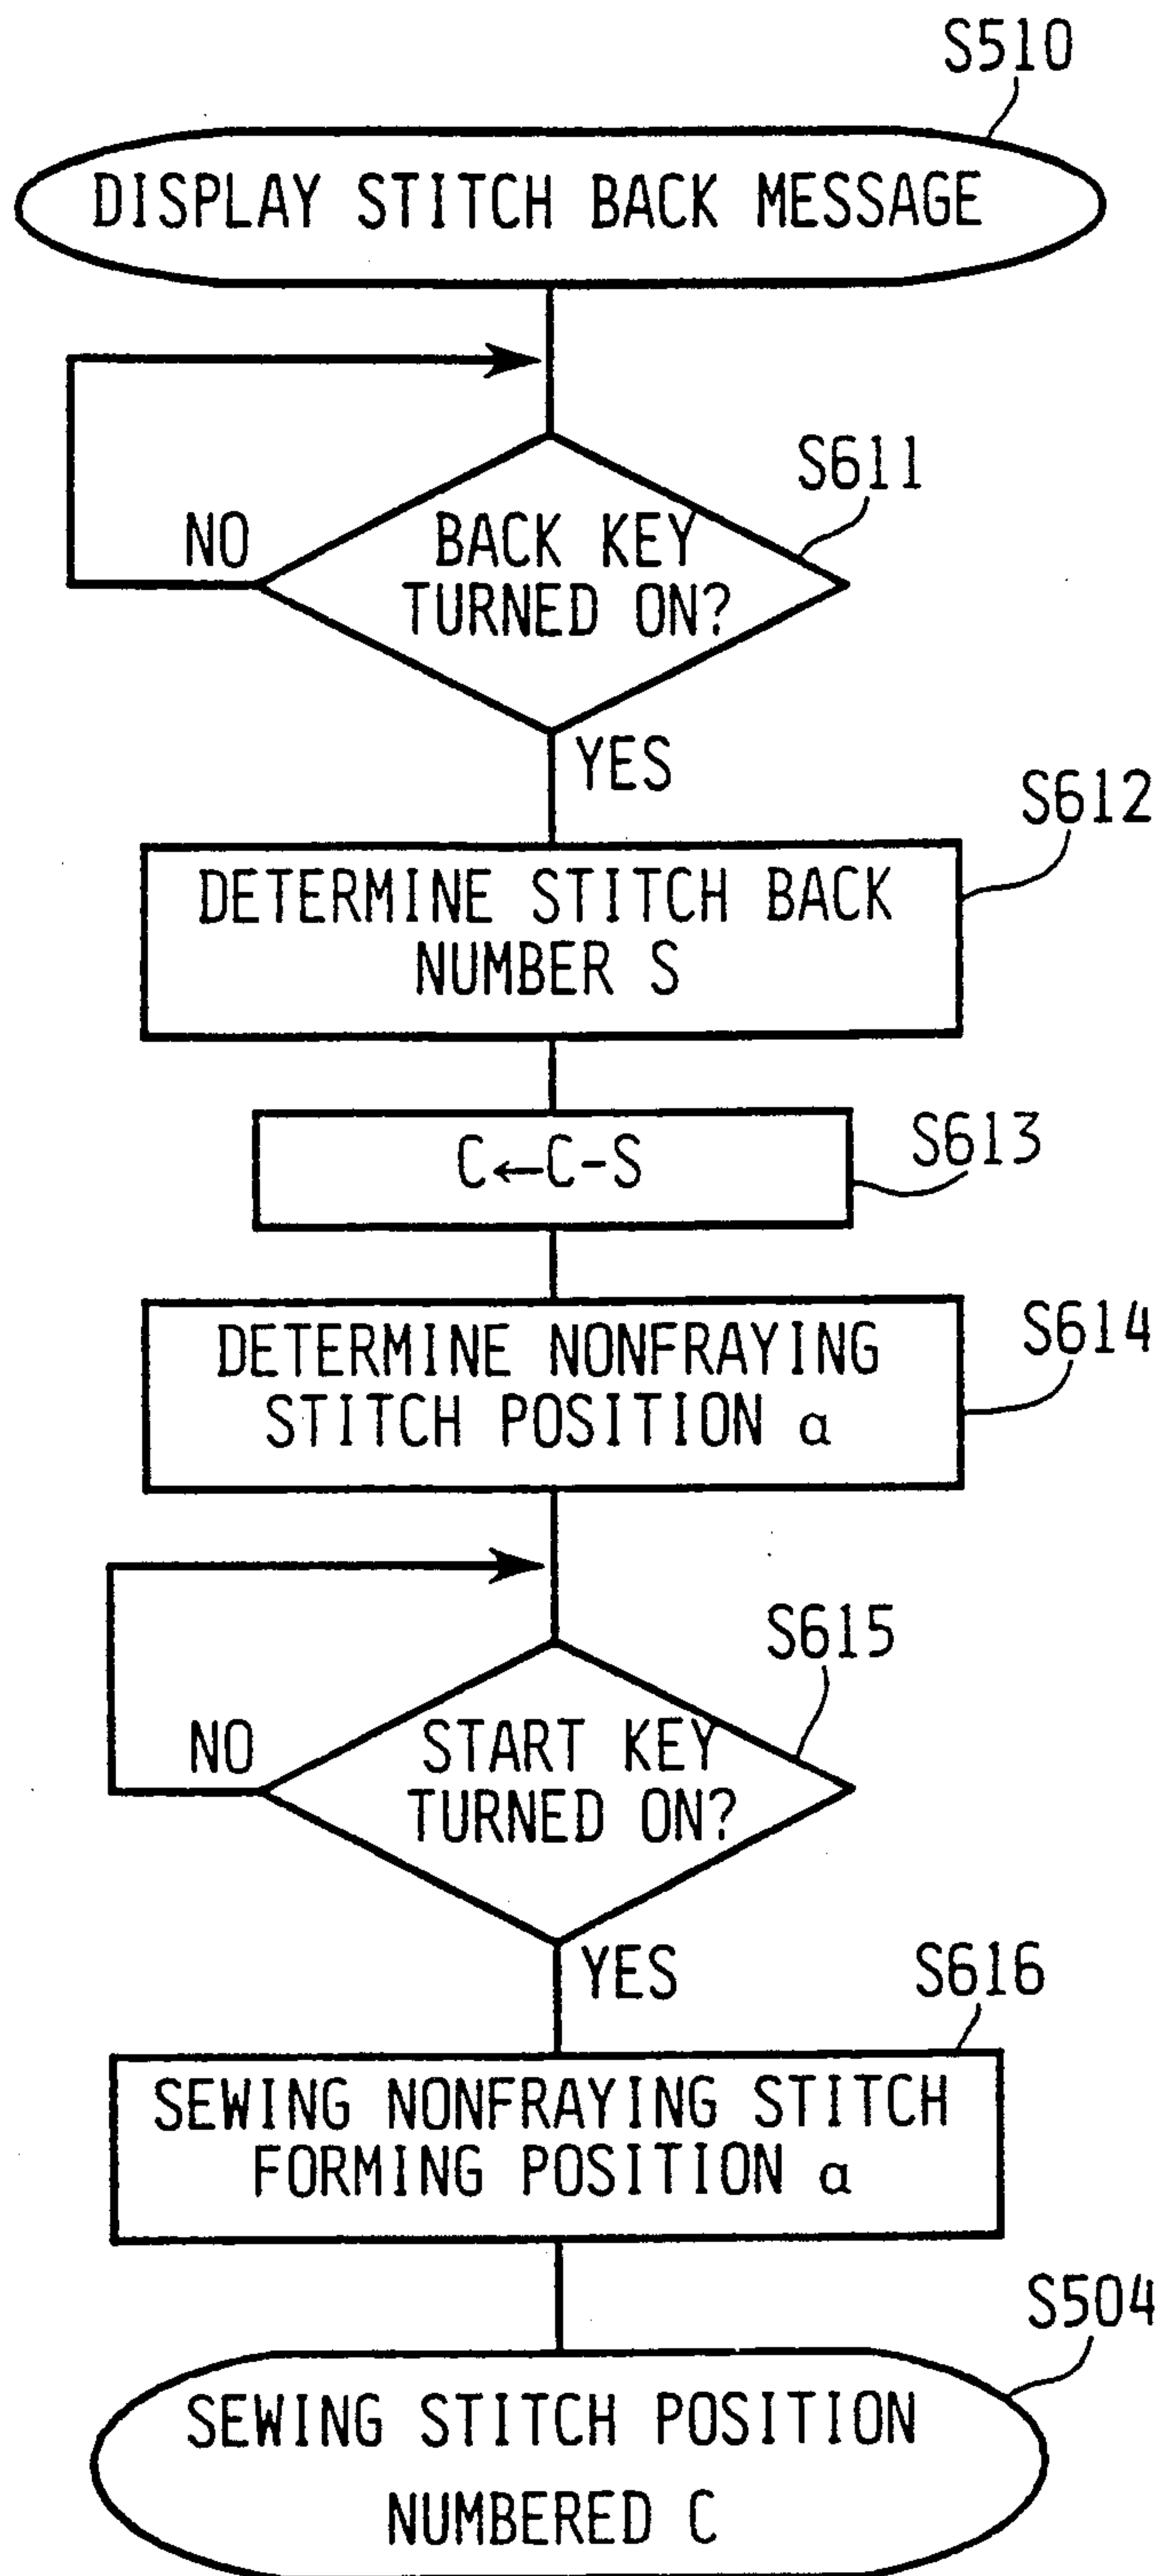 S510
DISPLAY STITCH BACK MESSAGE
S611
NO
BACK KEY
TURNED ON?
YES
S612
DETERMINE STITCH BACK
NUMBER S
S613
C←C-S
S614
DETERMINE NONFRAYING
STITCH POSITION α
S615
NO
START KEY
TURNED ON?
YES
S616
SEWING NONFRAYING STITCH
FORMING POSITION α
S504
SEWING STITCH POSITION
NUMBERED C